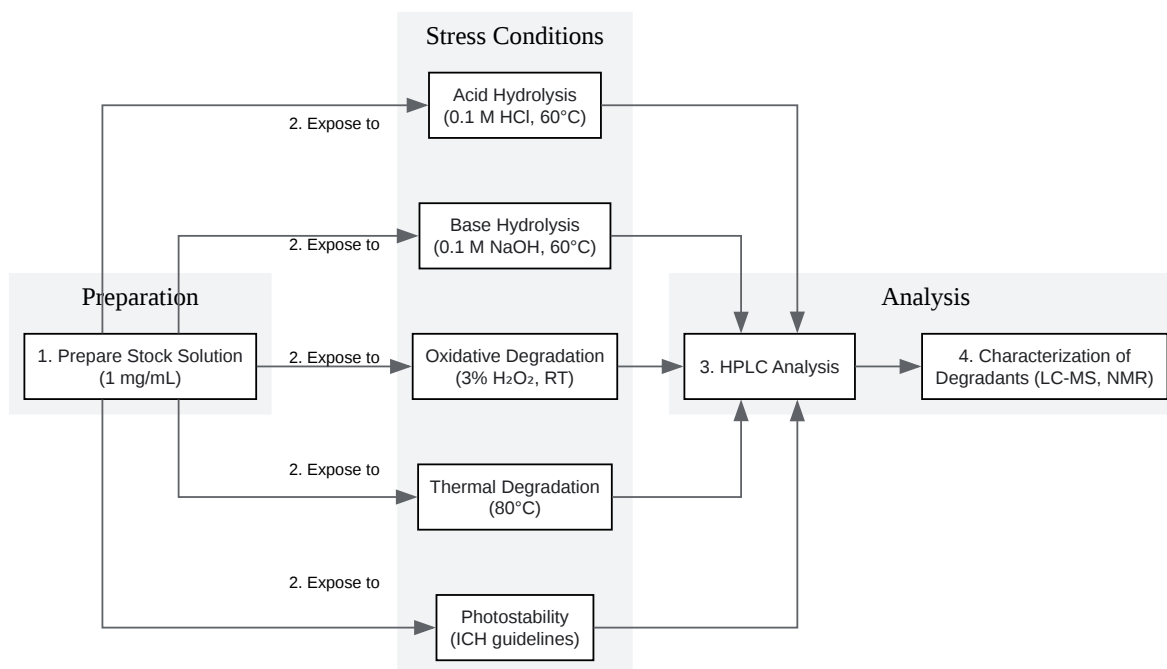 Stress Conditions
Acid Hydrolysis
(0.1 M HCl, 60°C)
2. Expose to
Base Hydrolysis
(0.1 M NaOH, 60°C)
2. Expose to
Preparation
Analysis
1. Prepare Stock Solution
(1 mg/mL)
2. Expose to
Oxidative Degradation
(3% H₂O₂, RT)
3. HPLC Analysis
4. Characterization of
Degradants (LC-MS, NMR)
2. Expose to
Thermal Degradation
(80°C)
2. Expose to
Photostability
(ICH guidelines)